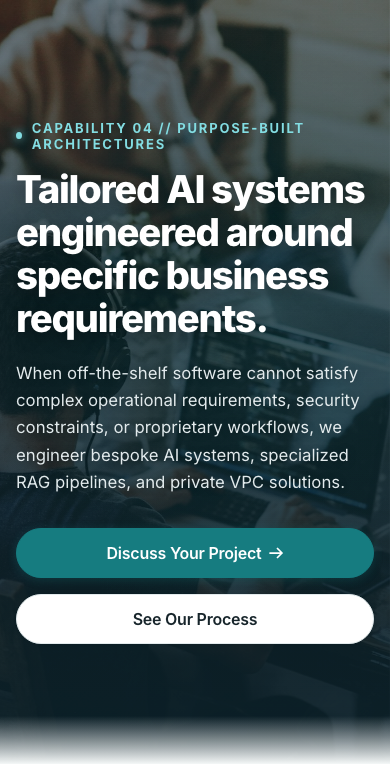 CAPABILITY 04 // PURPOSE-BUILT
ARCHITECTURES
Tailored AI systems
engineered around
specific business
requirements.
When off-the-shelf software cannot satisfy
complex operational requirements, security
constraints, or proprietary workflows, we
engineer bespoke AI systems, specialized
RAG pipelines, and private VPC solutions.
Discuss Your Project →
See Our Process